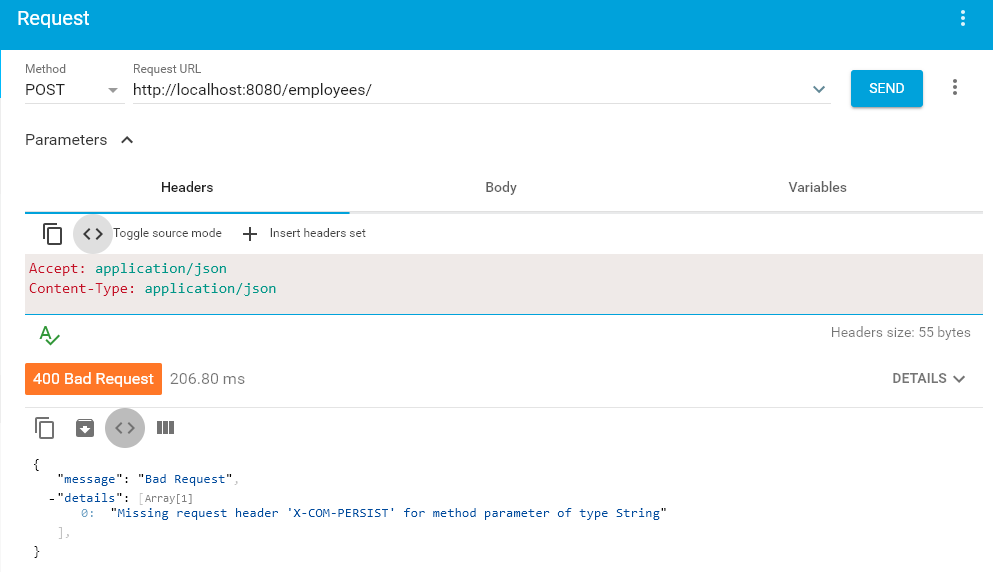 Request
Method
Request URL
POST
http://localhost:8080/employees/
SEND
Parameters
Headers
Body
Variables
Toggle source mode
Insert headers set
Accept: application/json
Content-Type: application/json
Headers size: 55 bytes
400 Bad Request
206.80 ms
DETAILS
{
"message": "Bad Request",
-"details": [Array[1]
0: "Missing request header 'X-COM-PERSIST' for method parameter of type String"
],
}